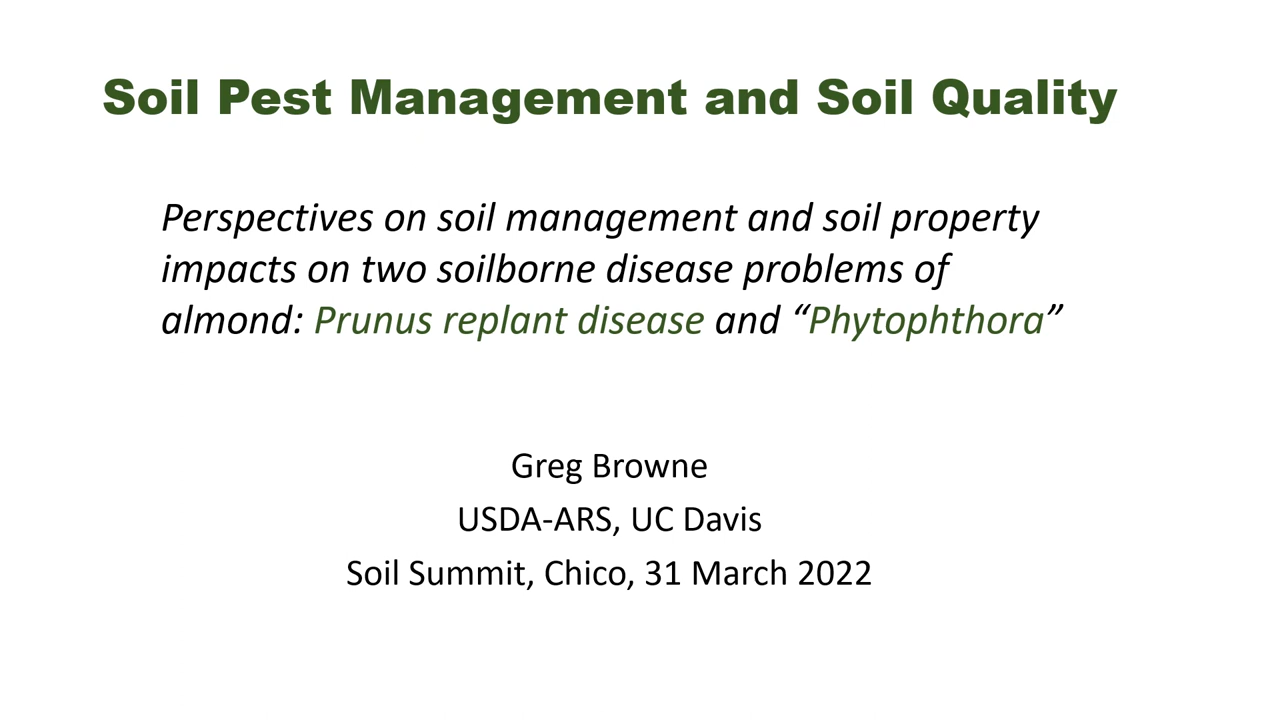 Soil Pest Management and Soil Quality
Perspectives on soil management and soil property
impacts on two soilborne disease problems of
almond: Prunus replant disease and “Phytophthora”
Greg Browne
USDA-ARS, UC Davis
Soil Summit, Chico, 31 March 2022